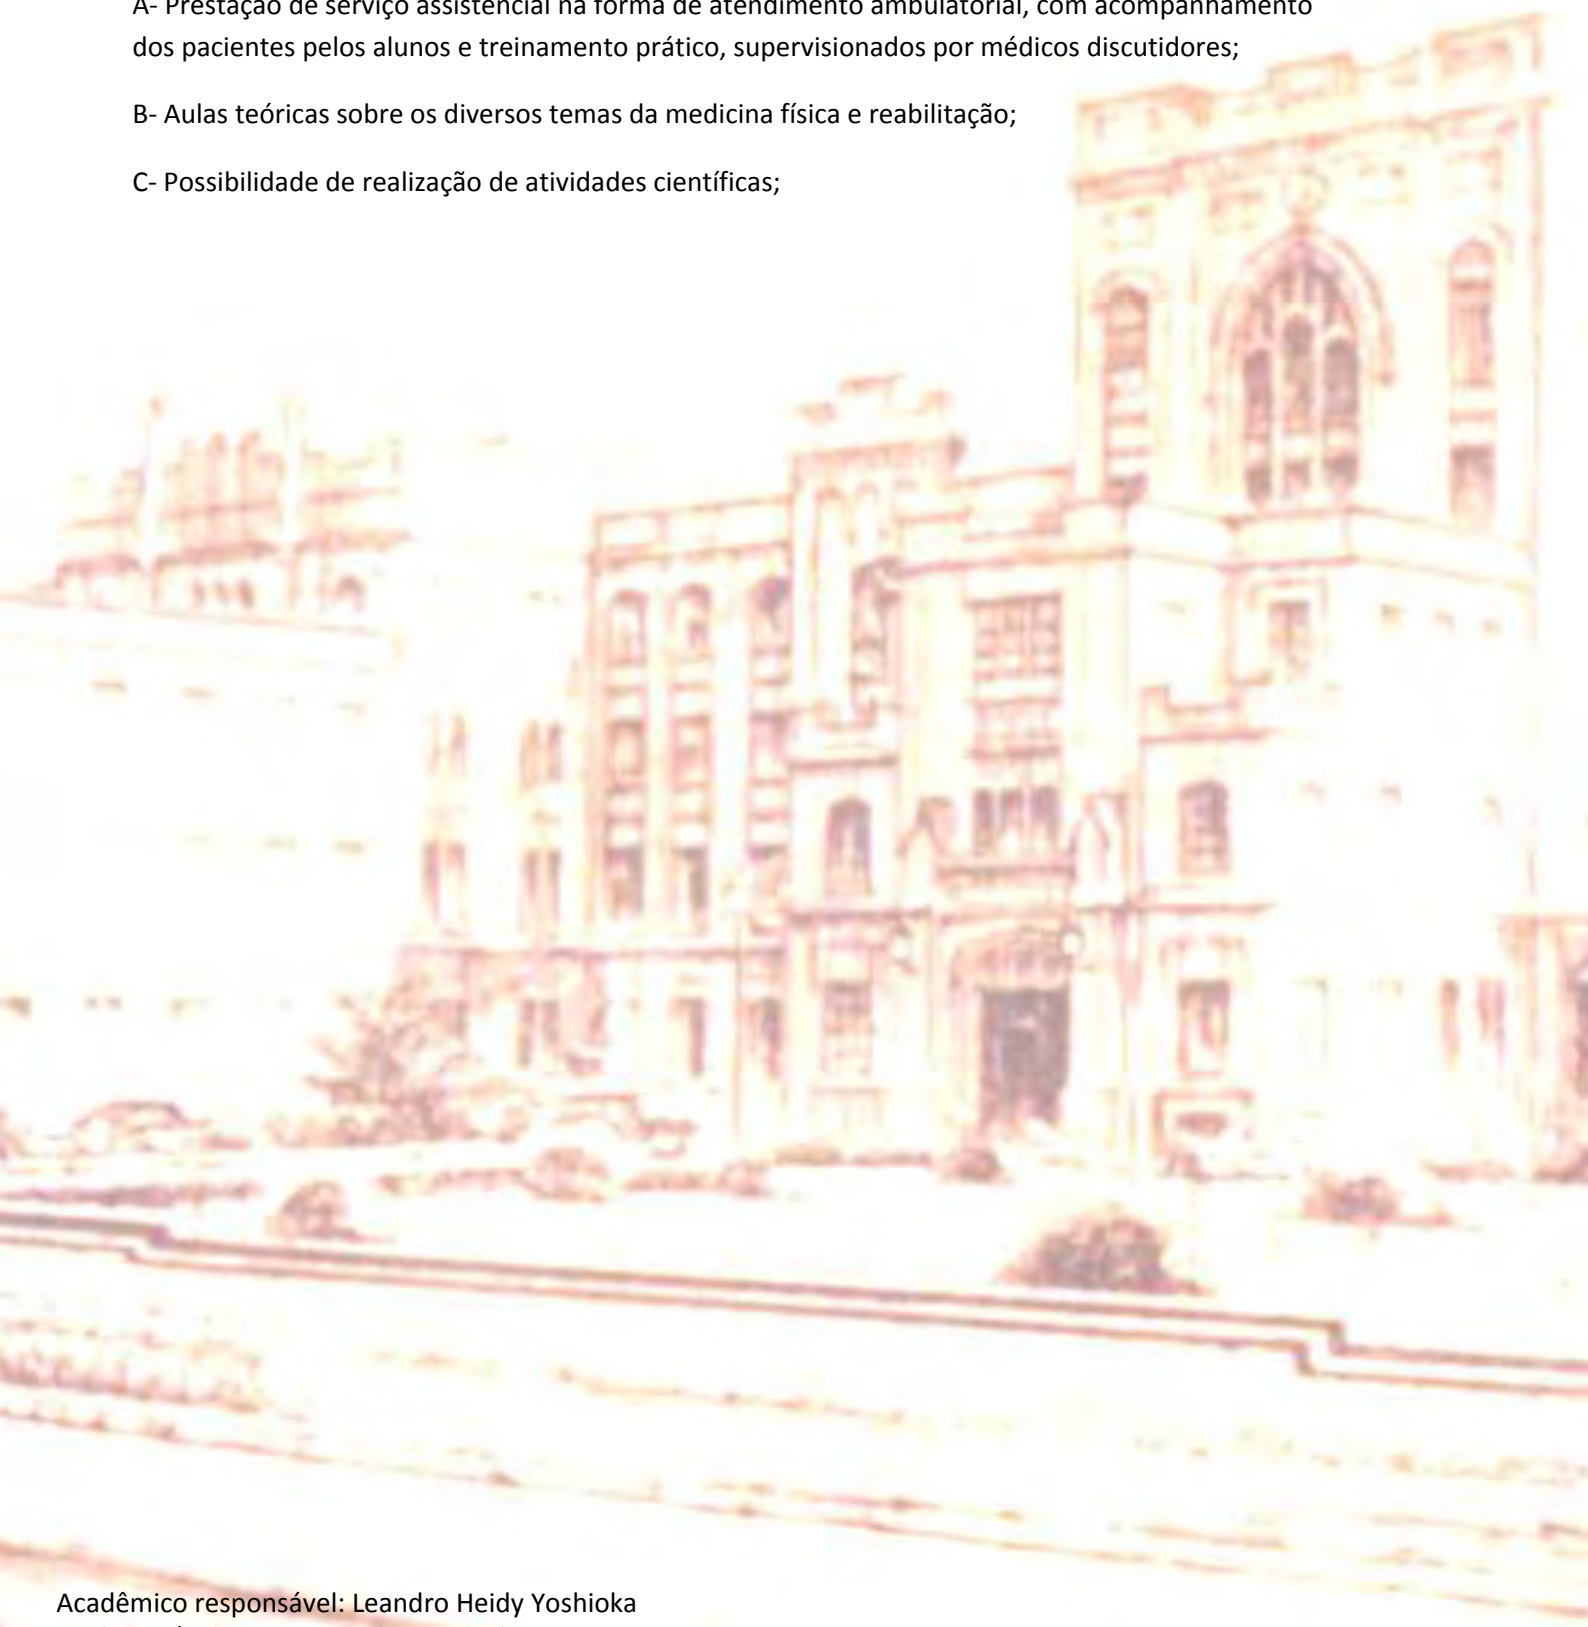 A- Prestação de serviço assistencial na forma de atendimento ambulatorial, com acompanhamento
dos pacientes pelos alunos e treinamento prático, supervisionados por médicos discutidores;
B- Aulas teóricas sobre os diversos temas da medicina física e reabilitação;
C- Possibilidade de realização de atividades científicas;
Acadêmico responsável: Leandro Heidy Yoshioka